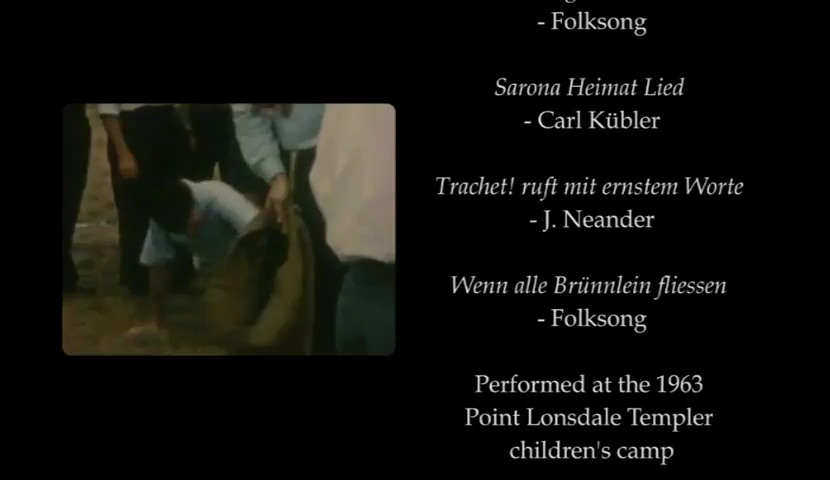 - Folksong
Sarona Heimat Lied
- Carl Kübler
Trachet! ruft mit ernstem Worte
- J. Neander
Wenn alle Brünnlein fliessen
- Folksong
Performed at the 1963
Point Lonsdale Templer
children's camp